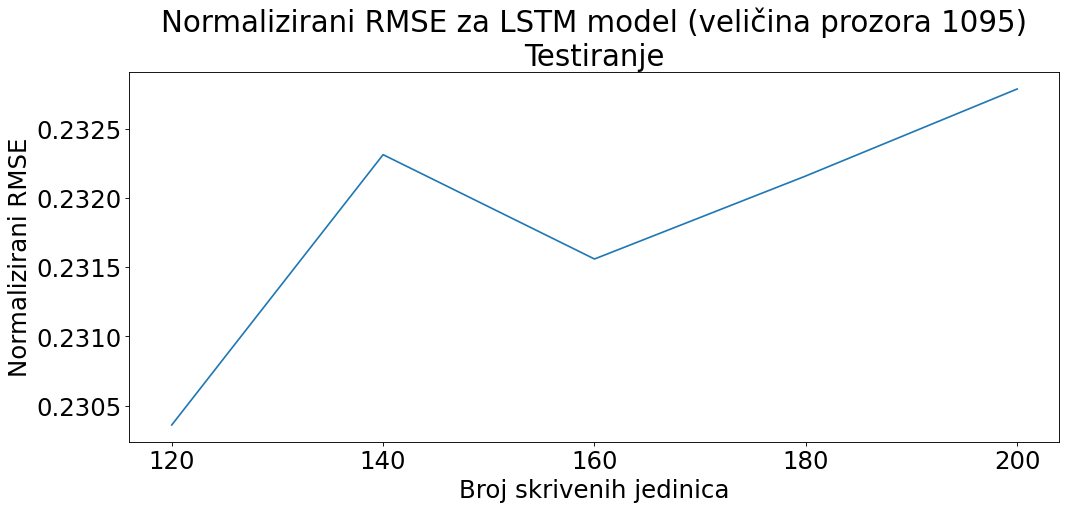 Normalizirani RMSE za LSTM model (veličina prozora 1095)
Testiranje
Normalizirani RMSE
0.2325
0.2320
0.2315
0.2310
0.2305
120 140 160 180 200
Broj skrivenih jedinica